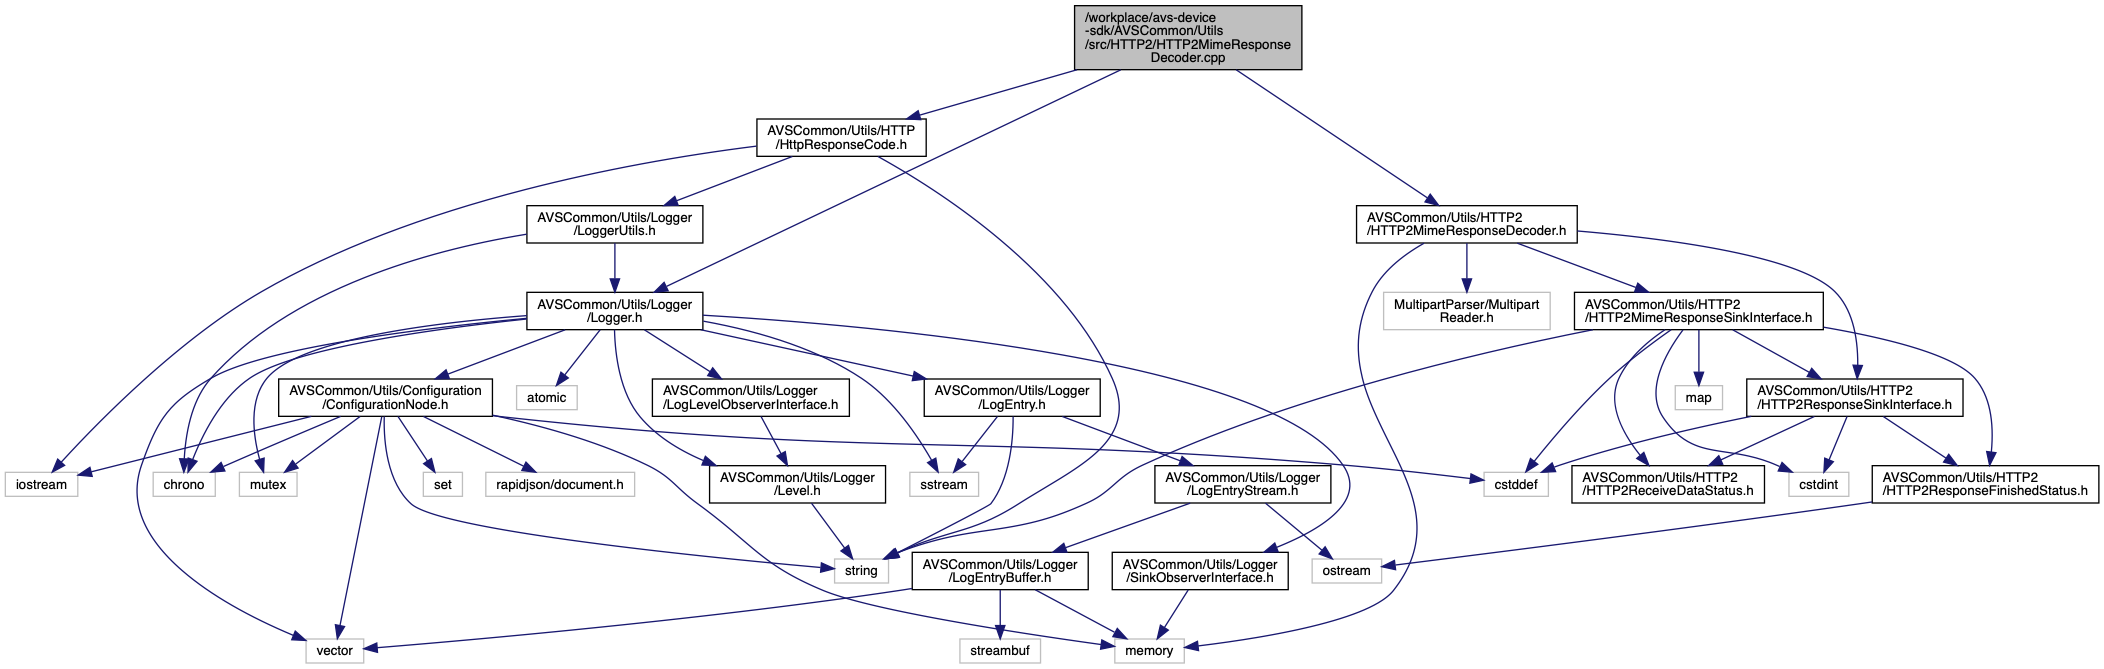 /workplace/avs-device
-sdk/AVSCommon/Utils
/src/HTTP2/HTTP2MimeResponse
Decoder.cpp
AVSCommon/Utils/HTTP
/HttpResponseCode.h
AVSCommon/Utils/Logger
/LoggerUtils.h
AVSCommon/Utils/HTTP2
/HTTP2MimeResponseDecoder.h
AVSCommon/Utils/Logger
/Logger.h
MultipartParser/Multipart
Reader.h
AVSCommon/Utils/HTTP2
/HTTP2MimeResponseSinkInterface.h
AVSCommon/Utils/Configuration
/ConfigurationNode.h
atomic
AVSCommon/Utils/Logger
/LogLevelObserverInterface.h
AVSCommon/Utils/Logger
/LogEntry.h
map
AVSCommon/Utils/HTTP2
/HTTP2ResponseSinkInterface.h
iostream
chrono
mutex
set
rapidjson/document.h
AVSCommon/Utils/Logger
/Level.h
sstream
AVSCommon/Utils/Logger
/LogEntryStream.h
cstddef
AVSCommon/Utils/HTTP2
/HTTP2ReceiveDataStatus.h
cstdint
AVSCommon/Utils/HTTP2
/HTTP2ResponseFinishedStatus.h
string
AVSCommon/Utils/Logger
/LogEntryBuffer.h
AVSCommon/Utils/Logger
/SinkObserverInterface.h
ostream
vector
streambuf
memory